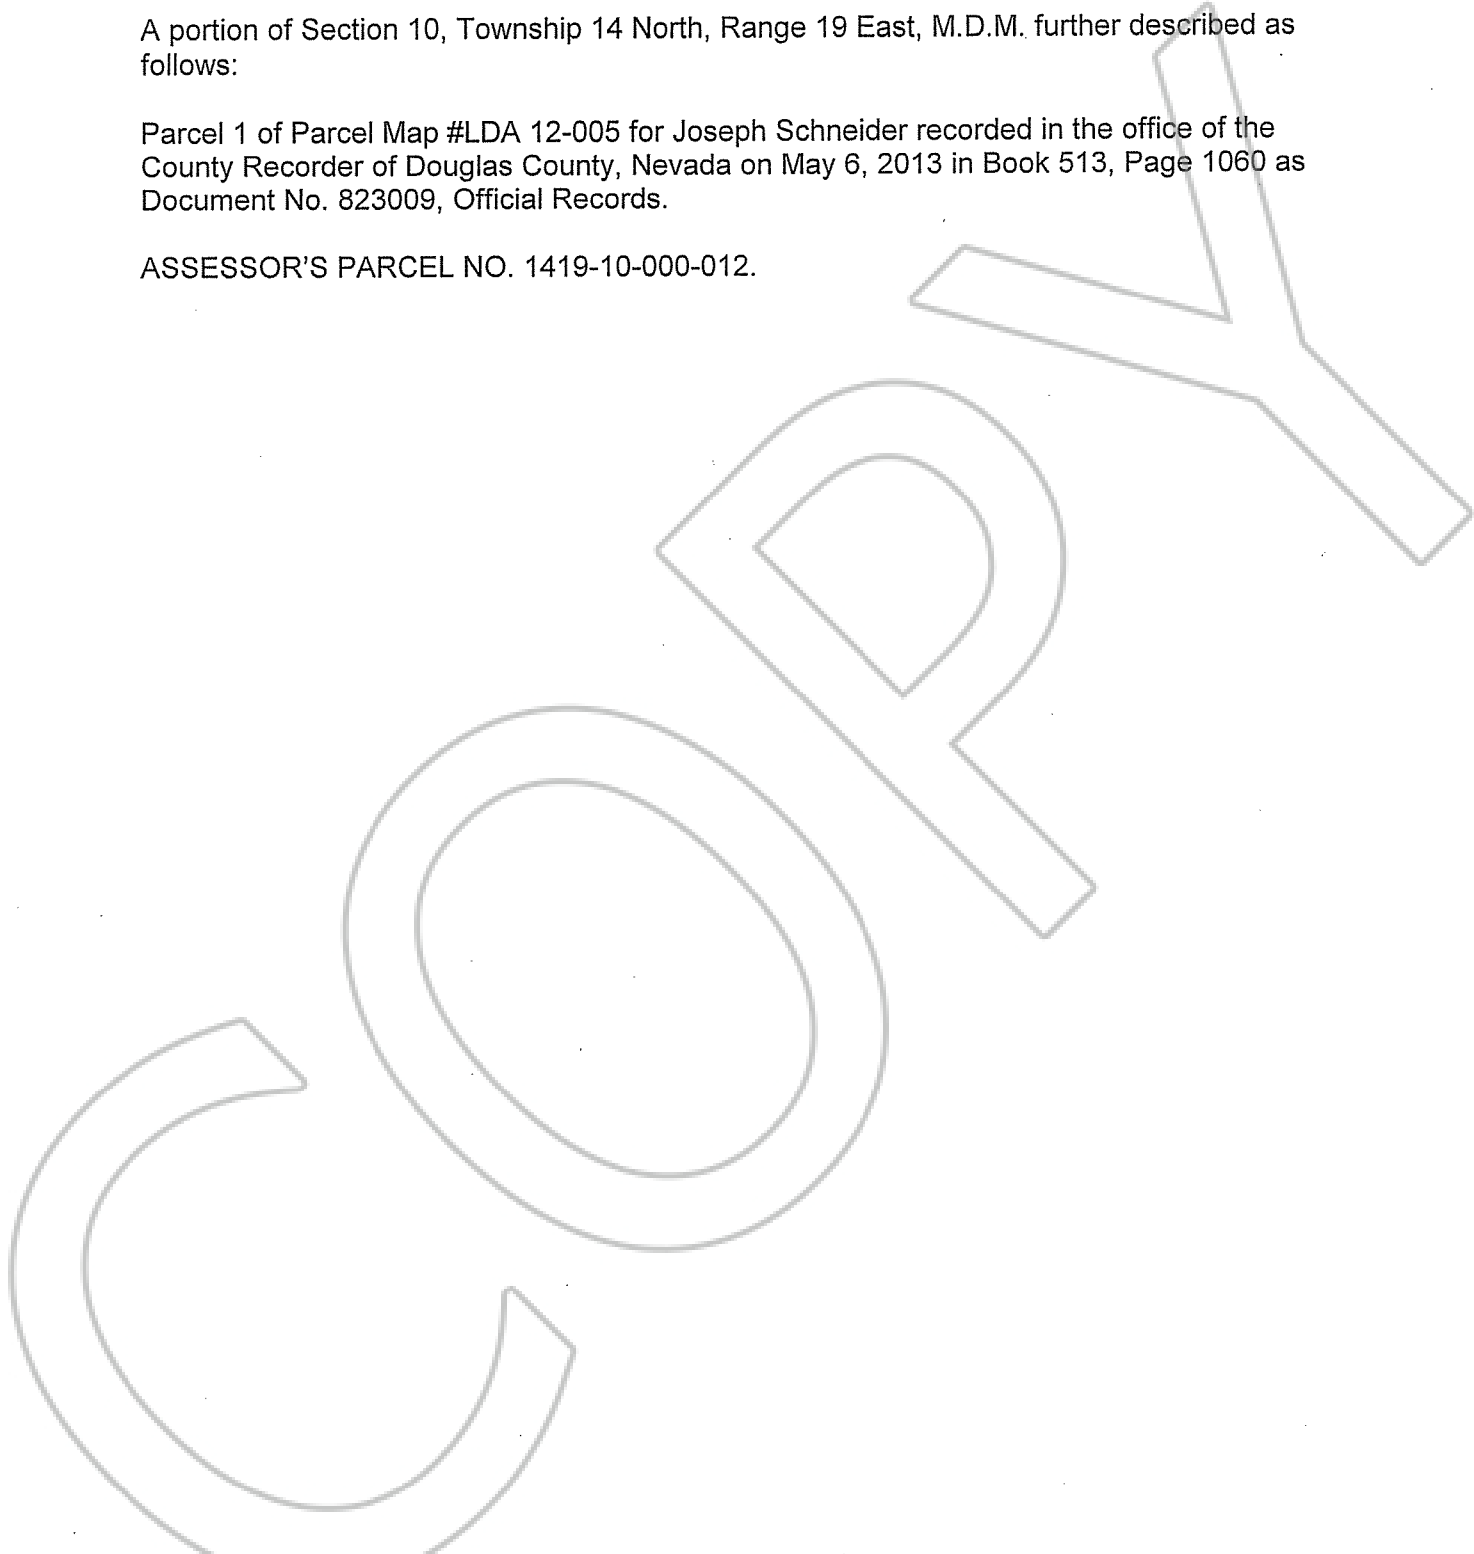 A portion of Section 10, Township 14 North, Range 19 East, M.D.M. further described as
follows:
Parcel 1 of Parcel Map #LDA 12-005 for Joseph Schneider recorded in the office of the
County Recorder of Douglas County, Nevada on May 6, 2013 in Book 513, Page 1060 as
Document No. 823009, Official Records.
ASSESSOR'S PARCEL NO. 1419-10-000-012.
COPY